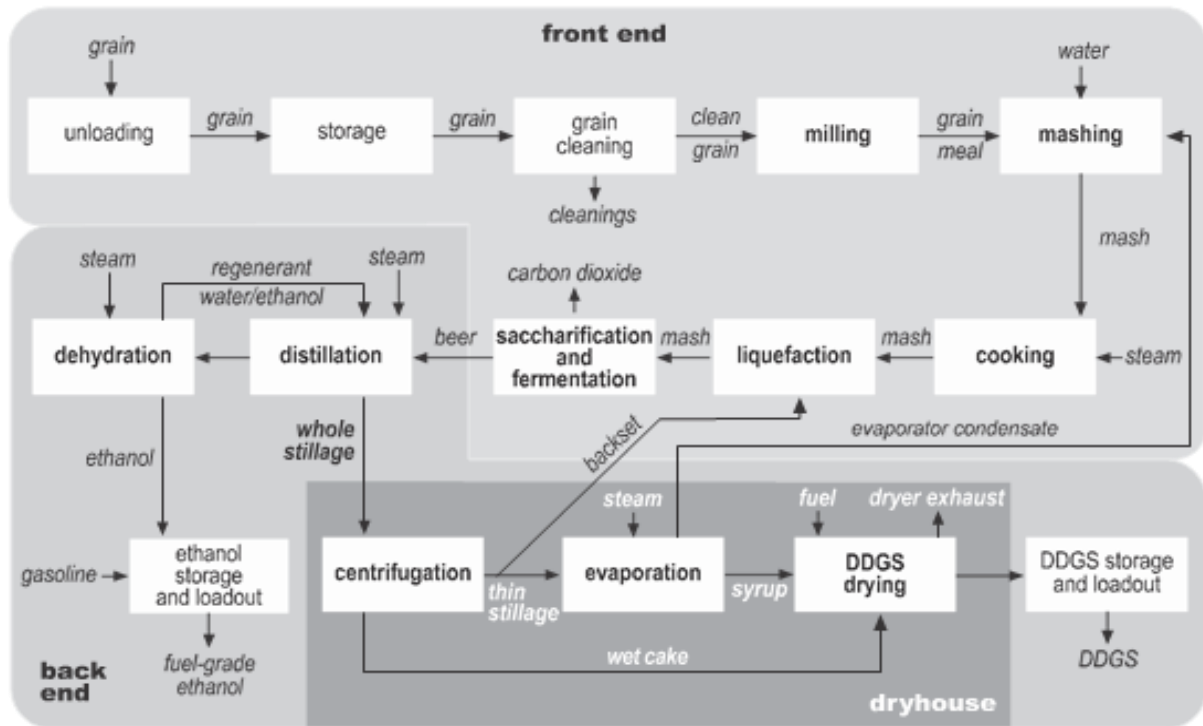 front end
grain
water
unloading
grain
storage
grain
grain
cleaning
clean
grain
milling
grain
meal
mashing
cleanings
mash
steam
regenerant
water/ethanol
steam
carbon dioxide
dehydration
distillation
beer
saccharification
and
fermentation
mash
liquefaction
mash
cooking
steam
ethanol
whole
stillage
backset
evaporator condensate
steam
fuel
dryer exhaust
gasoline
ethanol
storage
and loadout
centrifugation
thin
stillage
evaporation
syrup
DDGS
drying
DDGS storage
and loadout
wet cake
fuel-grade
ethanol
DDGS
back
end
dryhouse